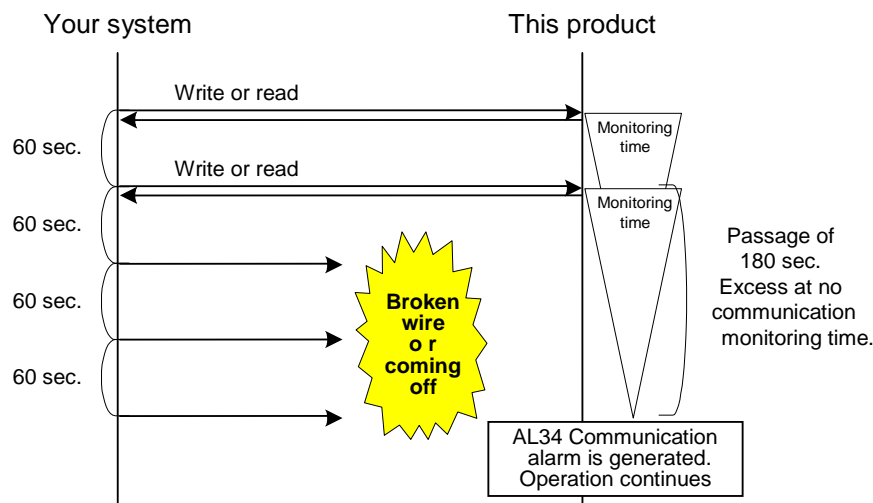 Your system
This product
Write or read
Monitoring
time
60 sec.
Write or read
Monitoring
time
60 sec.
Passage of
180 sec.
Excess at no
communication
monitoring time.
Broken
wire
o r
coming
off
60 sec.
60 sec.
AL34 Communication
alarm is generated.
Operation continues